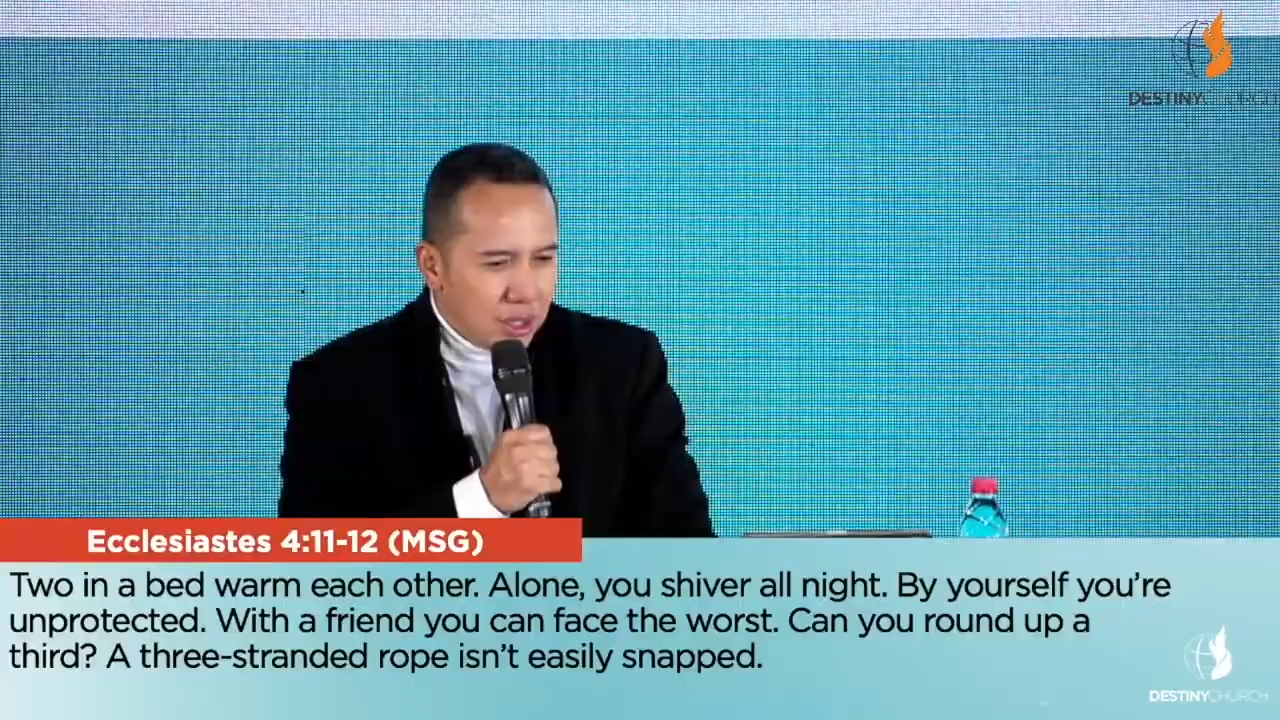 DESTINYCHURCH
Ecclesiastes 4:11-12 (MSG)
Two in a bed warm each other. Alone, you shiver all night. By yourself you’re
unprotected. With a friend you can face the worst. Can you round up a
third? A three-stranded rope isn’t easily snapped.
DESTINYCHURCH